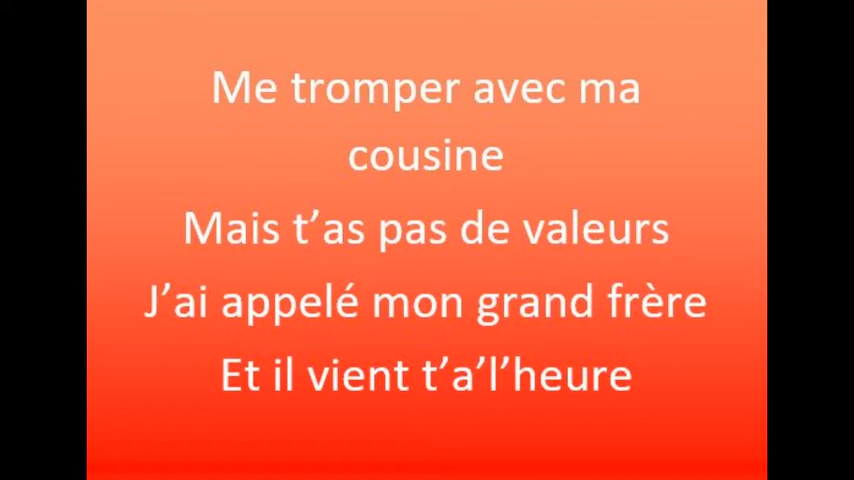 Me tromper avec ma
cousine
Mais t’as pas de valeurs
J’ai appelé mon grand frère
Et il vient t’a’l’heure